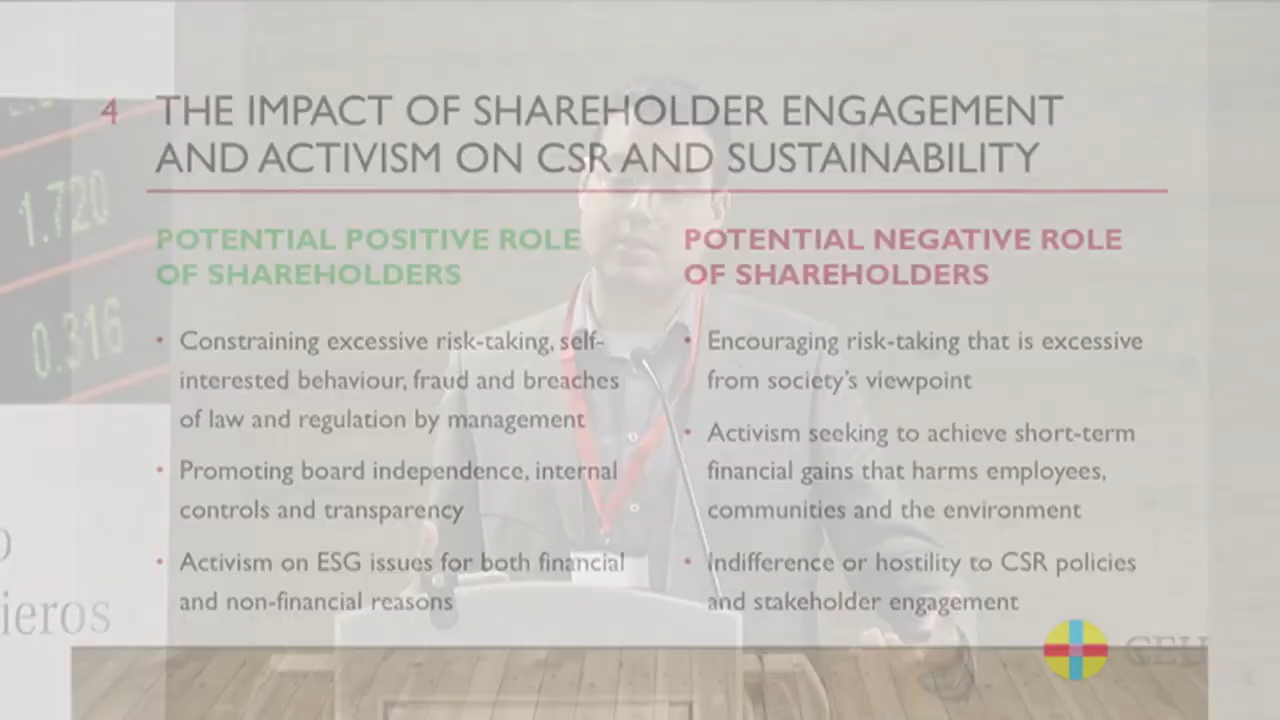 4 THE IMPACT OF SHAREHOLDER ENGAGEMENT
AND ACTIVISM ON CSR AND SUSTAINABILITY
POTENTIAL POSITIVE ROLE
OF SHAREHOLDERS
• Constraining excessive risk-taking, self-
interested behaviour, fraud and breaches
of law and regulation by management
• Promoting board independence, internal
controls and transparency
• Activism on ESG issues for both financial
and non-financial reasons
POTENTIAL NEGATIVE ROLE
OF SHAREHOLDERS
• Encouraging risk-taking that is excessive
from society's viewpoint
• Activism seeking to achieve short-term
financial gains that harms employees,
communities and the environment
• Indifference or hostility to CSR policies
and stakeholder engagement
1.720
0.316
ieros
CEU